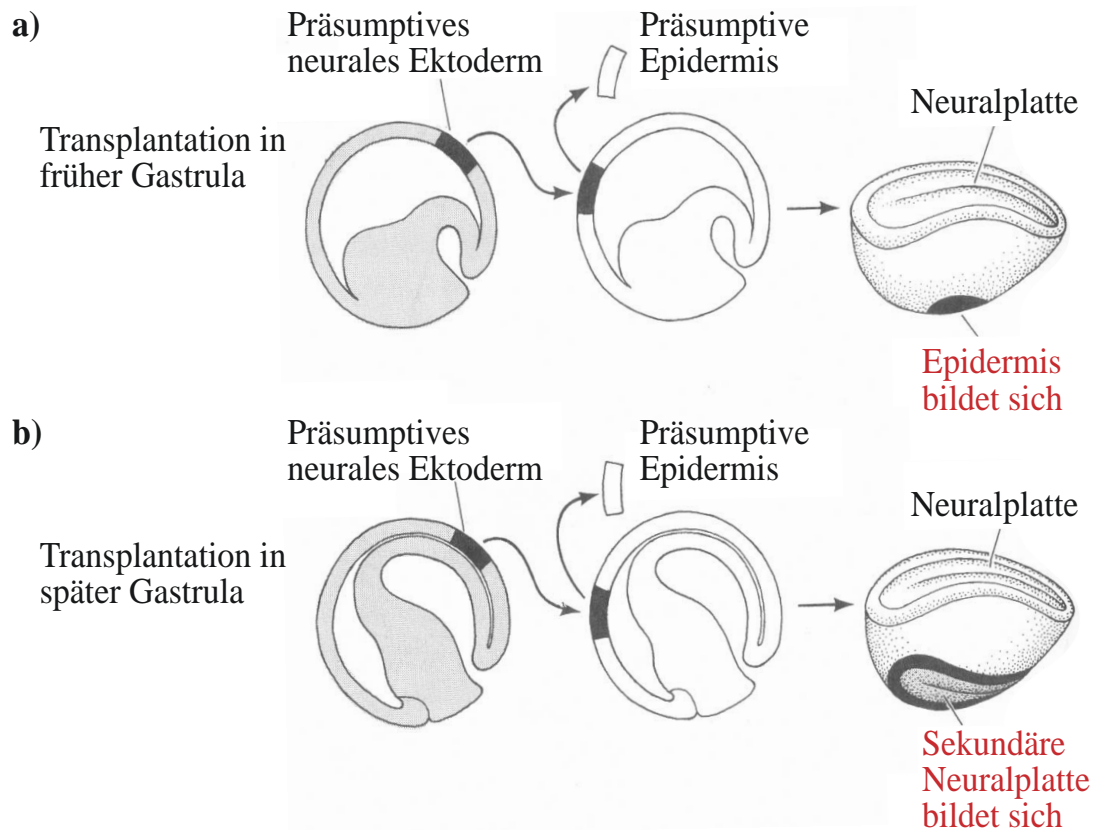 a)
Präsumptives
neurales Ektoderm
Präsumptive
Epidermis
Neuralplatte
Transplantation in
früher Gastrula
Epidermis
bildet sich
b)
Präsumptives
neurales Ektoderm
Präsumptive
Epidermis
Neuralplatte
Transplantation in
später Gastrula
Sekundäre
Neuralplatte
bildet sich